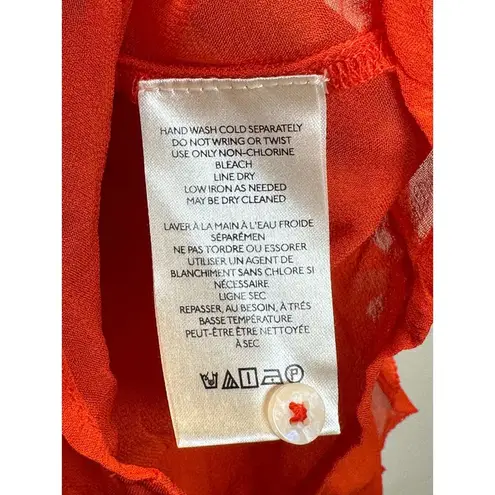 HAND WASH COLD SEPARATELY
DO NOT WRING OR TWIST
USE ONLY NON-CHLORINE
BLEACH
LINE DRY
LOW IRON AS NEEDED
MAY BE DRY CLEANED
LAVER À LA MAIN À L'EAU FROIDE
SÉPARÉMEN
NE PAS TORDRE OU ESSORER
UTILISER UN AGENT DE
BLANCHIMENT SANS CHLORE SI
NÉCESSAIRE
LIGNE SEC
REPASSER, AU BESOIN, À TRÉS
BASSE TEMPÉRATURE
PEUT-ÊTRE ÊTRE NETTOYÉE
À SEC
P